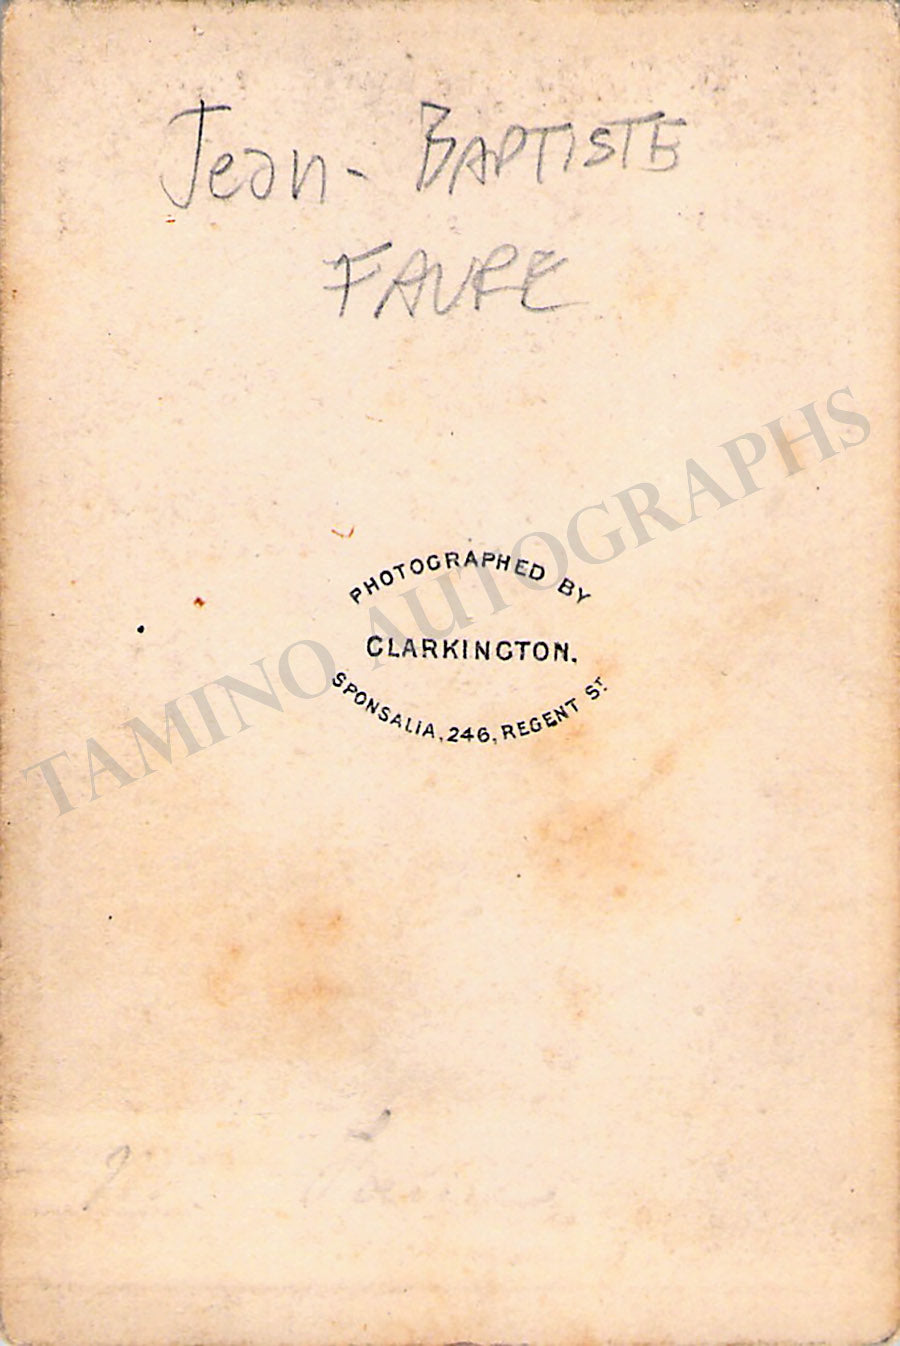 Jean- BAPTISTE
FAURE
PHOTOGRAPHED BY
CLARKINGTON.
SPONSALIA, 246, REGENT ST
TAMINO AUTOGRAPHS